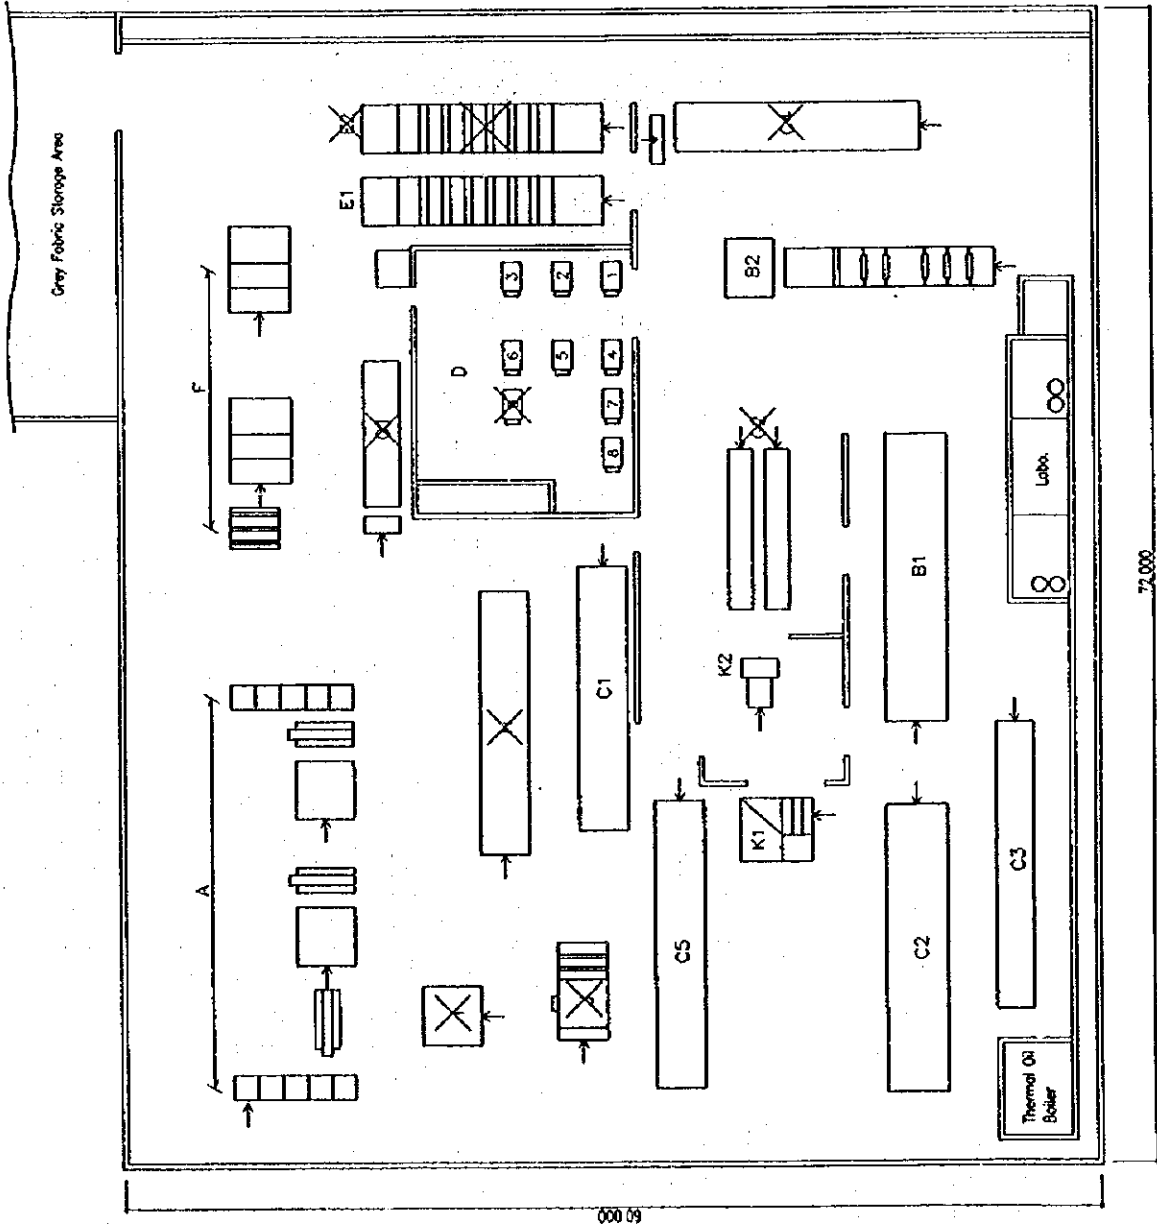 Grey Fabric Storage Area
F
A
E1
D
3
2
1
6
5
4
7
8
B2
C1
K2
B1
Labo.
K1
C5
C2
C3
Thermal Oil
Boiler
72,000
60 000